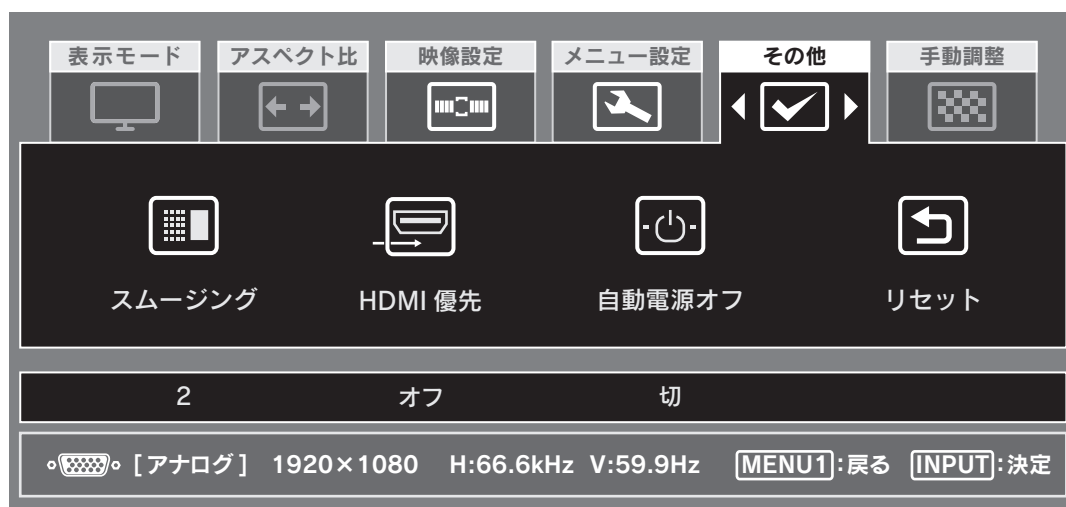 表示モード アスペクト比 映像設定 メニュー設定 その他 手動調整
スムージング HDMI 優先 自動電源オフ リセット
2 オフ 切
[アナログ] 1920×1080 H:66.6kHz V:59.9Hz MENU1:戻る INPUT:決定